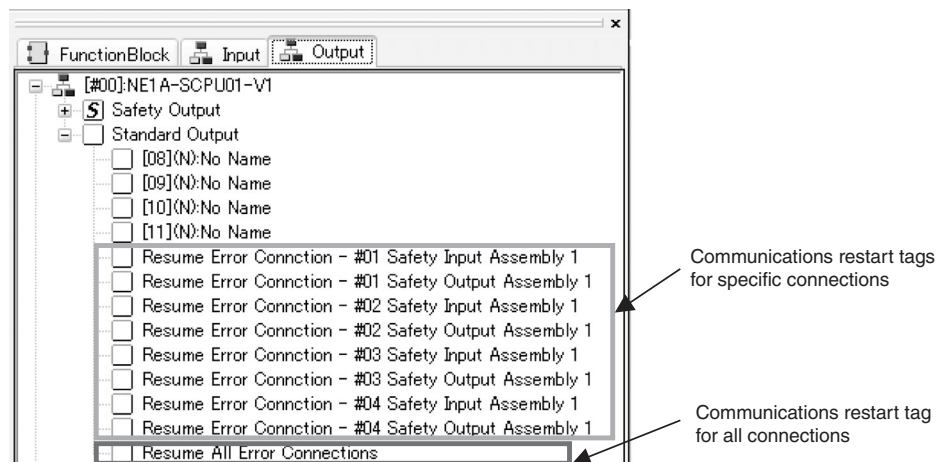 x
FunctionBlock Input Output
[#00]:NE1A-SCPU01-V1
S Safety Output
Standard Output
[08](N):No Name
[09](N):No Name
[10](N):No Name
[11](N):No Name
Resume Error Connction - #01 Safety Input Assembly 1
Resume Error Connction - #01 Safety Output Assembly 1
Resume Error Connction - #02 Safety Input Assembly 1
Resume Error Connction - #02 Safety Output Assembly 1
Resume Error Connction - #03 Safety Input Assembly 1
Resume Error Connction - #03 Safety Output Assembly 1
Resume Error Connction - #04 Safety Input Assembly 1
Resume Error Connction - #04 Safety Output Assembly 1
Resume All Error Connections
Communications restart tags
for specific connections
Communications restart tag
for all connections